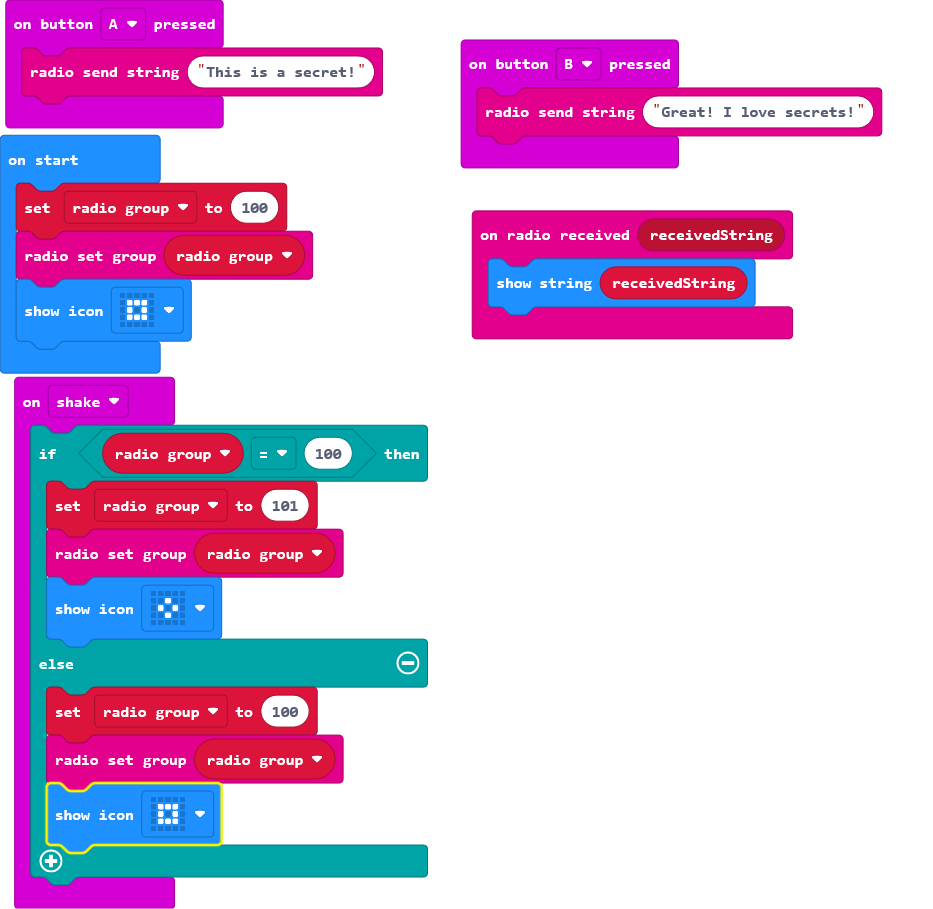 on button A pressed
radio send string "This is a secret!"
on start
set radio group to 100
radio set group radio group
show icon
on shake
if radio group = 100 then
set radio group to 101
radio set group radio group
show icon
else
set radio group to 100
radio set group radio group
show icon
on button B pressed
radio send string "Great! I love secrets!"
on radio received receivedString
show string receivedString